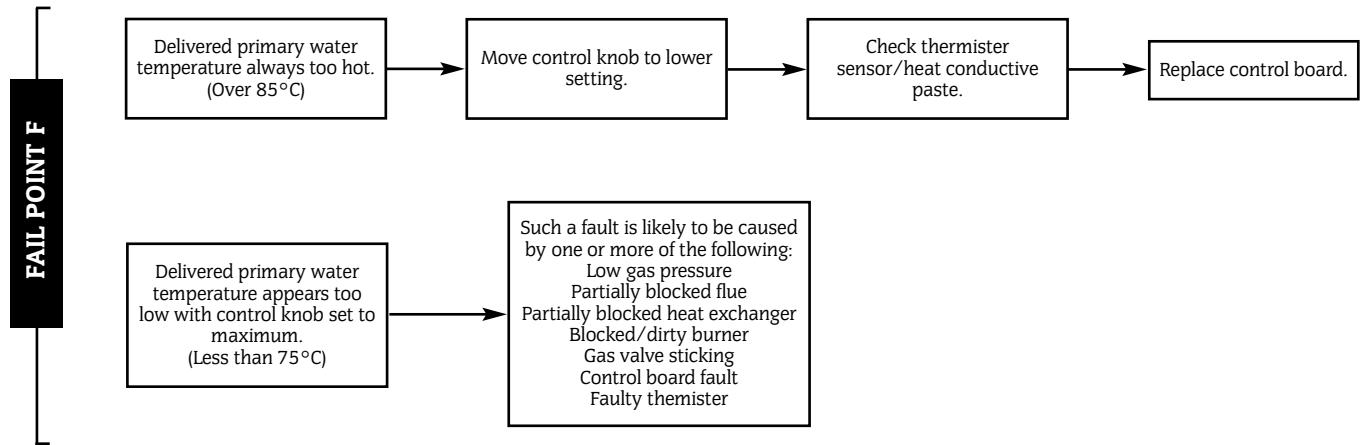 FAIL POINT F
Delivered primary water
temperature always too hot.
(Over 85°C)
Move control knob to lower
setting.
Check thermister
sensor/heat conductive
paste.
Replace control board.
Delivered primary water
temperature appears too
low with control knob set to
maximum.
(Less than 75°C)
Such a fault is likely to be caused
by one or more of the following:
Low gas pressure
Partially blocked flue
Partially blocked heat exchanger
Blocked/dirty burner
Gas valve sticking
Control board fault
Faulty themister